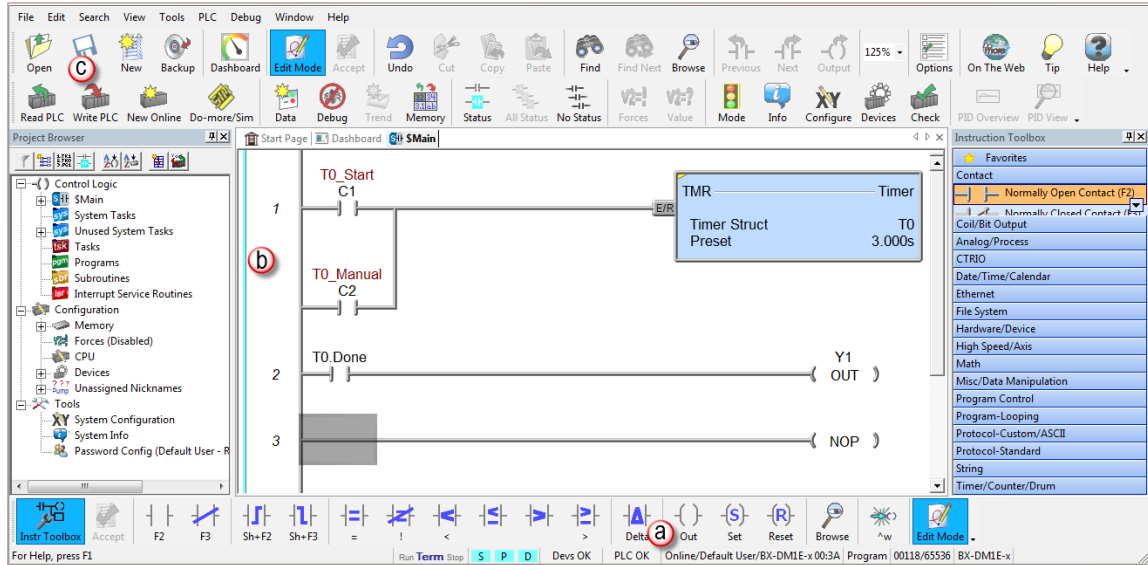 File Edit Search View Tools PLC Debug Window Help
Open New Backup Dashboard Edit Mode Accept Undo Cut Copy Paste Find Find Next Browse Previous Next Output 125% Options On The Web Tip Help
C
Read PLC Write PLC New Online Do-more/Sim Data Debug Trend Memory Status All Status No Status Forces Value Mode Info Configure Devices Check PID Overview PID View
Project Browser
Start Page Dashboard $Main
Instruction Toolbox
Control Logic
$Main
System Tasks
Unused System Tasks
Tasks
Programs
Subroutines
Interrupt Service Routines
Configuration
Memory
Forces (Disabled)
CPU
Devices
Unassigned Nicknames
Tools
System Configuration
System Info
Password Config (Default User - R
T0_Start
C1
1
E/R
TMR Timer
Timer Struct T0
Preset 3.000s
b
T0_Manual
C2
T0.Done
Y1
2
OUT
3
NOP
Favorites
Contact
Normally Open Contact (F2)
Normally Closed Contact (F3)
Coil/Bit Output
Analog/Process
CTRIO
Date/Time/Calendar
Ethernet
File System
Hardware/Device
High Speed/Axis
Math
Misc/Data Manipulation
Program Control
Program-Looping
Protocol-Custom/ASCII
Protocol-Standard
String
Timer/Counter/Drum
Instr Toolbox Accept F2 F3 Sh+F2 Sh+F3 = ! < > Delta Out Set Reset Browse ^w Edit Mode
a
For Help, press F1 Run Term Stop S P D Devs OK PLC OK Online/Default User/BX-DM1E-x 00:3A Program 00118/65536 BX-DM1E-x